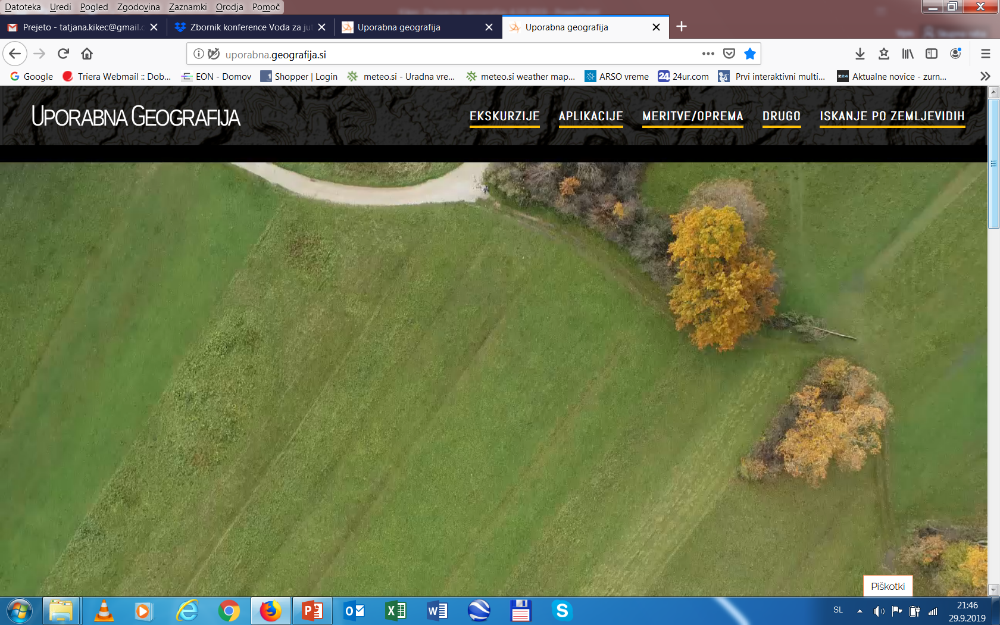 Datoteka Uredi Pogled Zgodovina Zaznamki Orodja Pomoč
Prejeto - tatjana.kikec@gmail.c
Zbornik konference Voda za jut
Uporabna geografija
Uporabna geografija
uporabna.geografija.si
Google
Triera Webmail :: Dob...
EON - Domov
Shopper | Login
meteo.si - Uradna vre...
meteo.si weather map...
ARSO vreme
24ur.com
Prvi interaktivni multi...
Aktualne novice - zurn...
UPORABNA GEOGRAFIJA
EKSKURZIJE APLIKACIJE MERITVE/OPREMA DRUGO ISKANJE PO ZEMLJEVIDIH
Piškotki
SL
21:46
29.9.2019